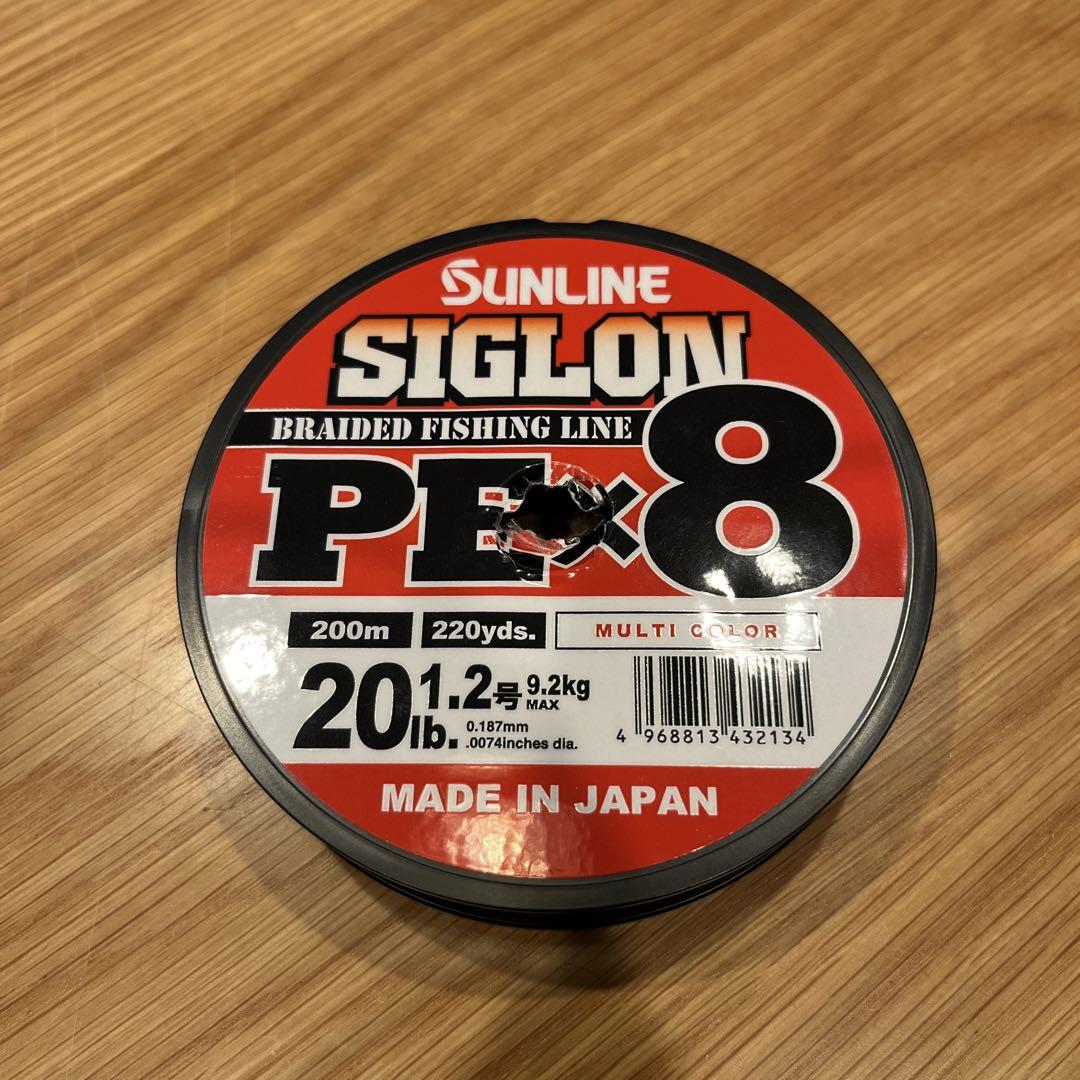 SUNLINE
SIGLON
BRAIDED FISHING LINE
PE×8
200m 220yds. MULTI COLOR
20lb. 1.2号 9.2kg MAX
0.187mm
.0074inches dia.
4 968813 432134
MADE IN JAPAN